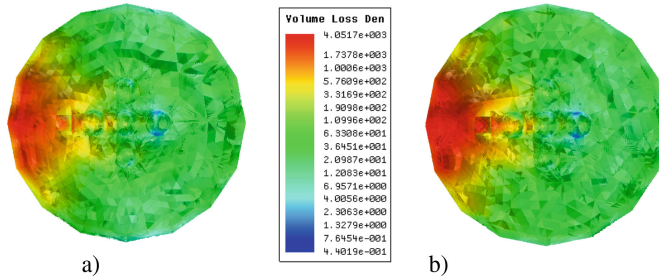 Volume Loss Den
4.0517e+003
1.7378e+003
1.0006e+003
5.7609e+002
3.3169e+002
1.9098e+002
1.0996e+002
6.3308e+001
3.6451e+001
2.0987e+001
1.2083e+001
6.9571e+000
4.0056e+000
2.3063e+000
1.3279e+000
7.6454e-001
4.4019e-001
a)
b)